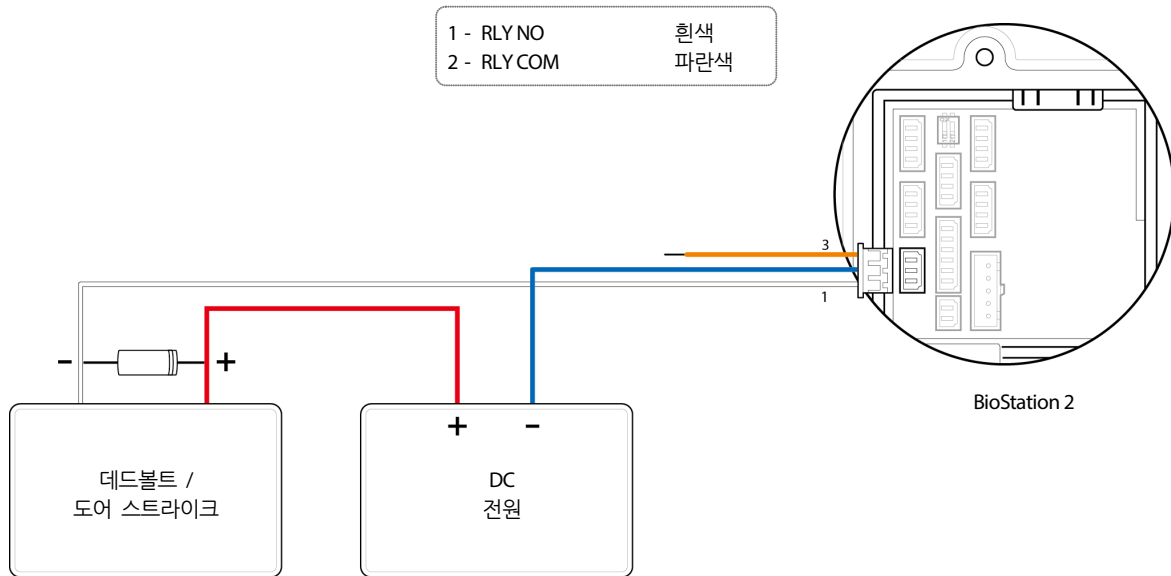 1 - RLY NO 흰색
2 - RLY COM 파란색
3
1
BioStation 2
- +
+ -
데드볼트 /
도어 스트라이크
DC
전원